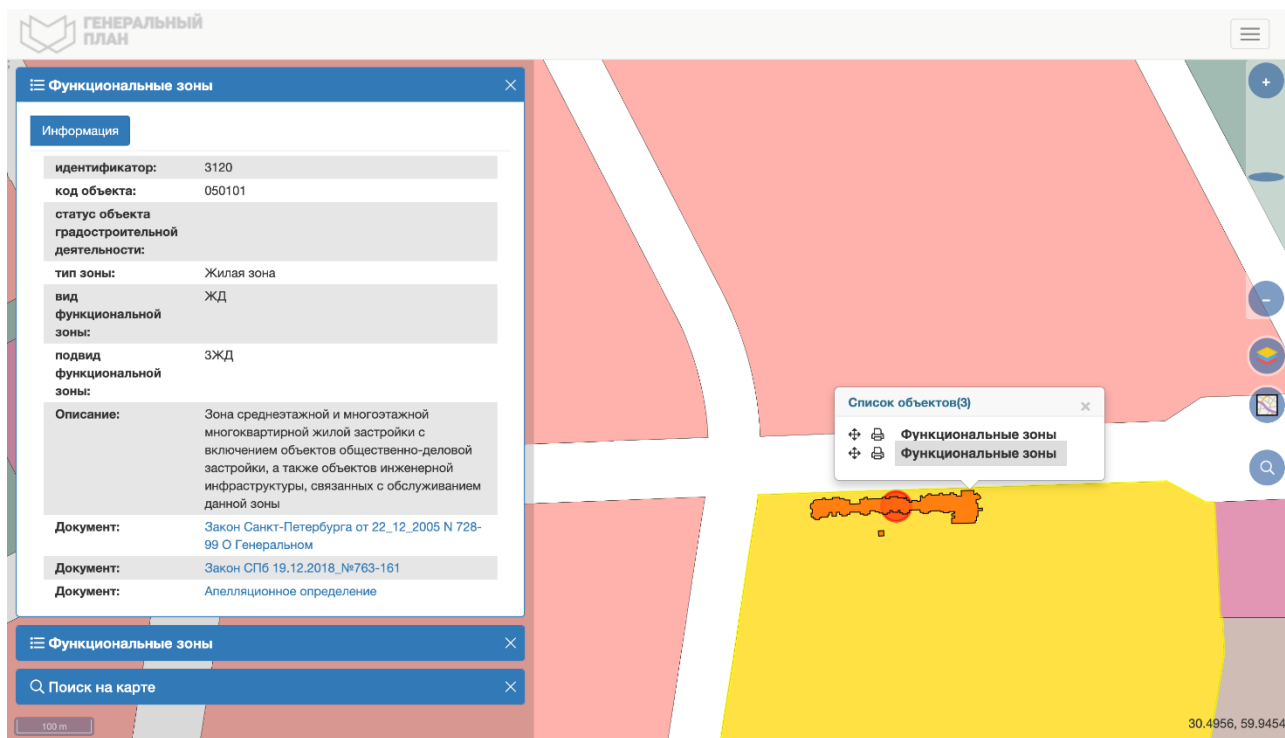 ГЕНЕРАЛЬНЫЙ
ПЛАН
Функциональные зоны
Информация
идентификатор: 3120
код объекта: 050101
статус объекта
градостроительной
деятельности:
тип зоны: Жилая зона
вид ЖД
функциональной
зоны:
подвид 3ЖД
функциональной
зоны:
Описание: Зона среднеэтажной и многоэтажной
многоквартирной жилой застройки с
включением объектов общественно-деловой
застройки, а также объектов инженерной
инфраструктуры, связанных с обслуживанием
данной зоны
Документ: Закон Санкт-Петербурга от 22_12_2005 N 728-
99 О Генеральном
Документ: Закон СПб 19.12.2018_№763-161
Документ: Апелляционное определение
Функциональные зоны
Поиск на карте
100 m
Список объектов(3)
Функциональные зоны
Функциональные зоны
30.4956, 59.9454